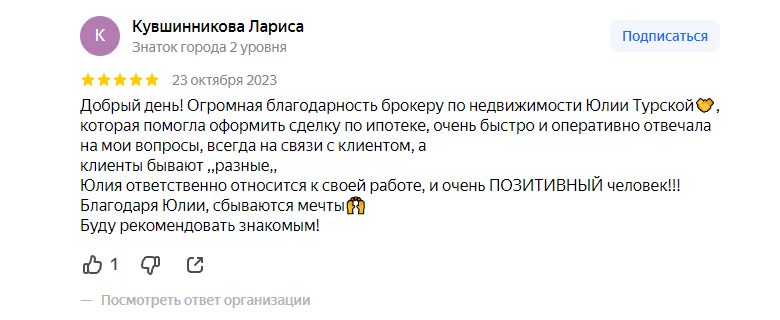 К
Кувшинникова Лариса
Знаток города 2 уровня
Подписаться
23 октября 2023
Добрый день! Огромная благодарность брокеру по недвижимости Юлии Турской🤝,
которая помогла оформить сделку по ипотеке, очень быстро и оперативно отвечала
на мои вопросы, всегда на связи с клиентом, а
клиенты бывают ,,разные,,
Юлия ответственно относится к своей работе, и очень ПОЗИТИВНЫЙ человек!!!
Благодаря Юлии, сбываются мечты🙌
Буду рекомендовать знакомым!
1
— Посмотреть ответ организации